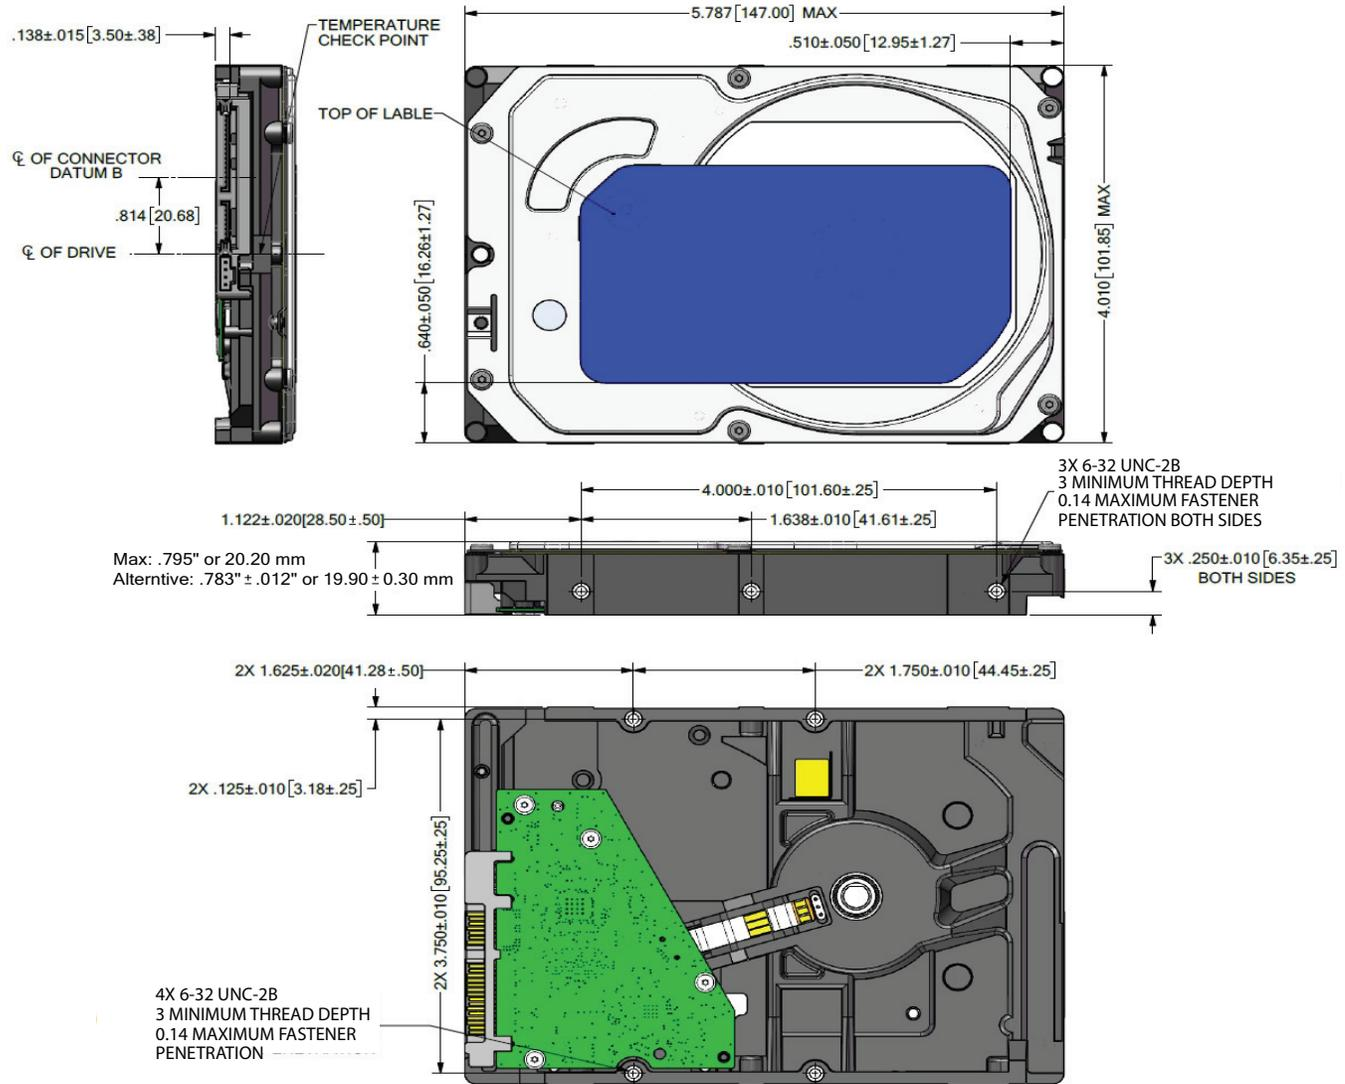 5.787[147.00] MAX
TEMPERATURE
CHECK POINT
.138±.015[3.50±.38]
.510±.050[12.95±1.27]
TOP OF LABLE
℄ OF CONNECTOR
DATUM B
.814[20.68]
℄ OF DRIVE
.640±.050[16.26±1.27]
4.010[101.85] MAX
3X 6-32 UNC-2B
3 MINIMUM THREAD DEPTH
0.14 MAXIMUM FASTENER
PENETRATION BOTH SIDES
4.000±.010[101.60±.25]
1.122±.020[28.50±.50]
1.638±.010[41.61±.25]
Max: .795" or 20.20 mm
Alterntive: .783" ± .012" or 19.90 ± 0.30 mm
3X .250±.010[6.35±.25]
BOTH SIDES
2X 1.625±.020[41.28±.50]
2X 1.750±.010[44.45±.25]
2X .125±.010[3.18±.25]
2X 3.750±.010[95.25±.25]
4X 6-32 UNC-2B
3 MINIMUM THREAD DEPTH
0.14 MAXIMUM FASTENER
PENETRATION